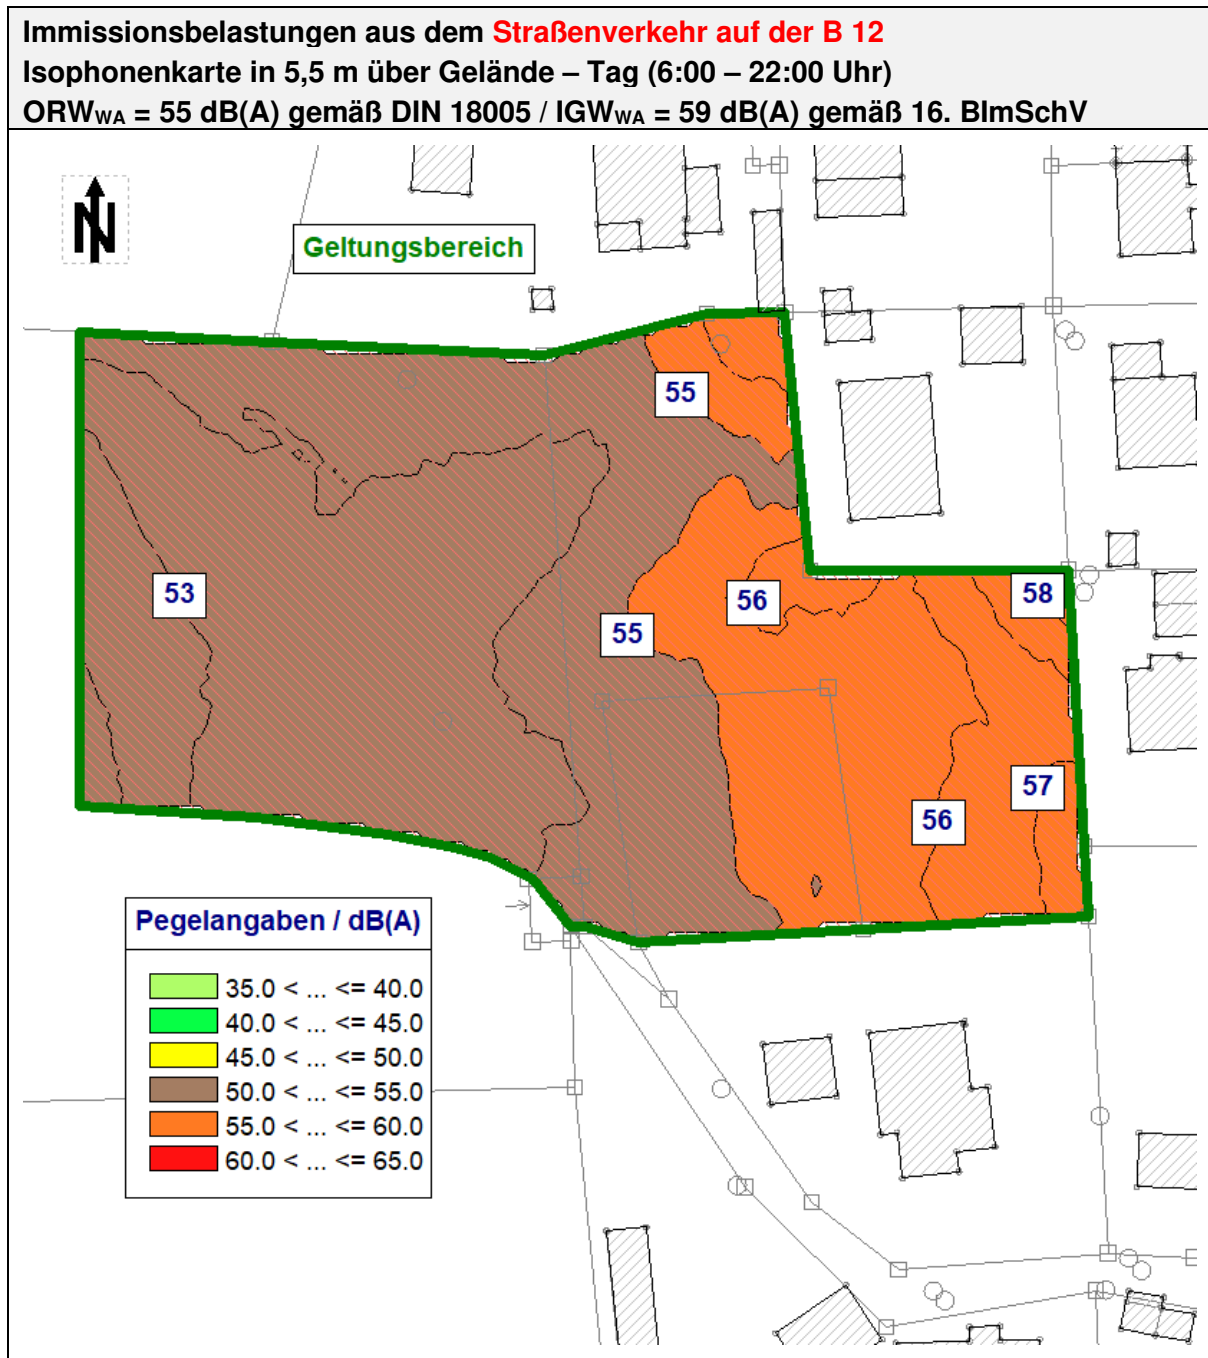 Immissionsbelastungen aus dem Straßenverkehr auf der B 12
Isophonenkarte in 5,5 m über Gelände – Tag (6:00 – 22:00 Uhr)
ORWWA = 55 dB(A) gemäß DIN 18005 / IGWWA = 59 dB(A) gemäß 16. BImSchV
N
Geltungsbereich
55
53
56
58
55
57
56
Pegelangaben / dB(A)
35.0 < ... <= 40.0
40.0 < ... <= 45.0
45.0 < ... <= 50.0
50.0 < ... <= 55.0
55.0 < ... <= 60.0
60.0 < ... <= 65.0